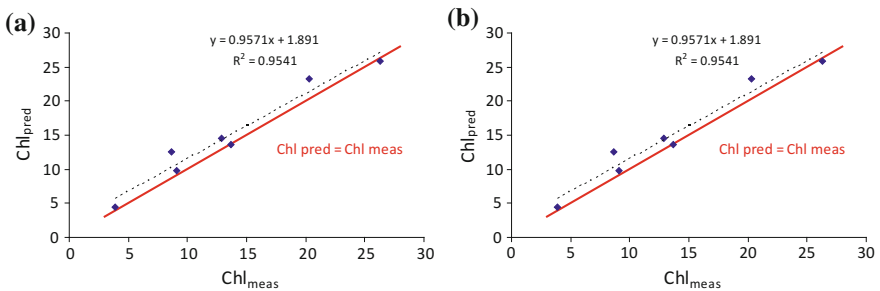 (a)
y = 0.9571x + 1.891
R² = 0.9541
30
25
20
15
10
5
0
Chlpred
Chl pred = Chl meas
0 5 10 15 20 25 30
Chlmeas
(b)
y = 0.9571x + 1.891
R² = 0.9541
30
25
20
15
10
5
0
Chlpred
Chl pred = Chl meas
0 5 10 15 20 25 30
Chlmeas